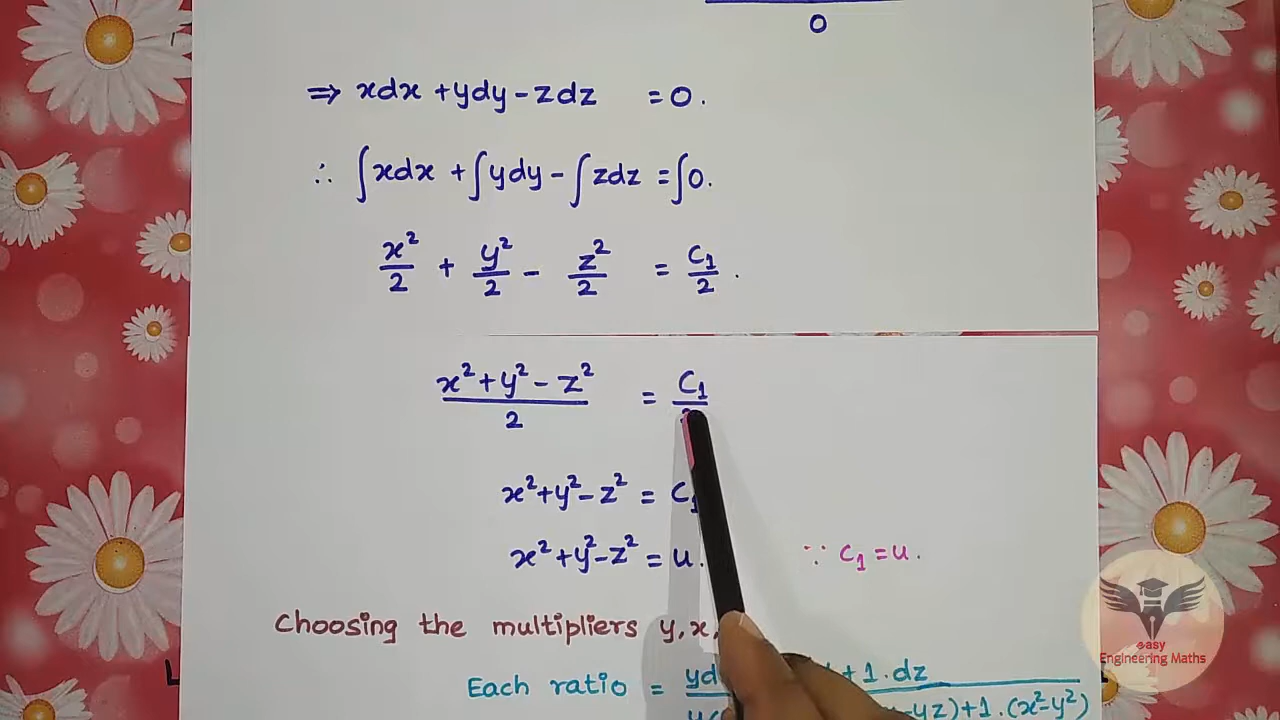 0
⇒ xdx + ydy - zdz = 0.
∴ ∫xdx + ∫ydy - ∫zdz = ∫0.
x²/2 + y²/2 - z²/2 = C₁/2 .
(x² + y² - z²)/2 = C₁/
x² + y² - z² = C₁
x² + y² - z² = u. ∵ C₁ = u.
Choosing the multipliers y, x,
Each ratio = yd + 1.dz
-yz) + 1.(x² - y²)
easy
Engineering Maths